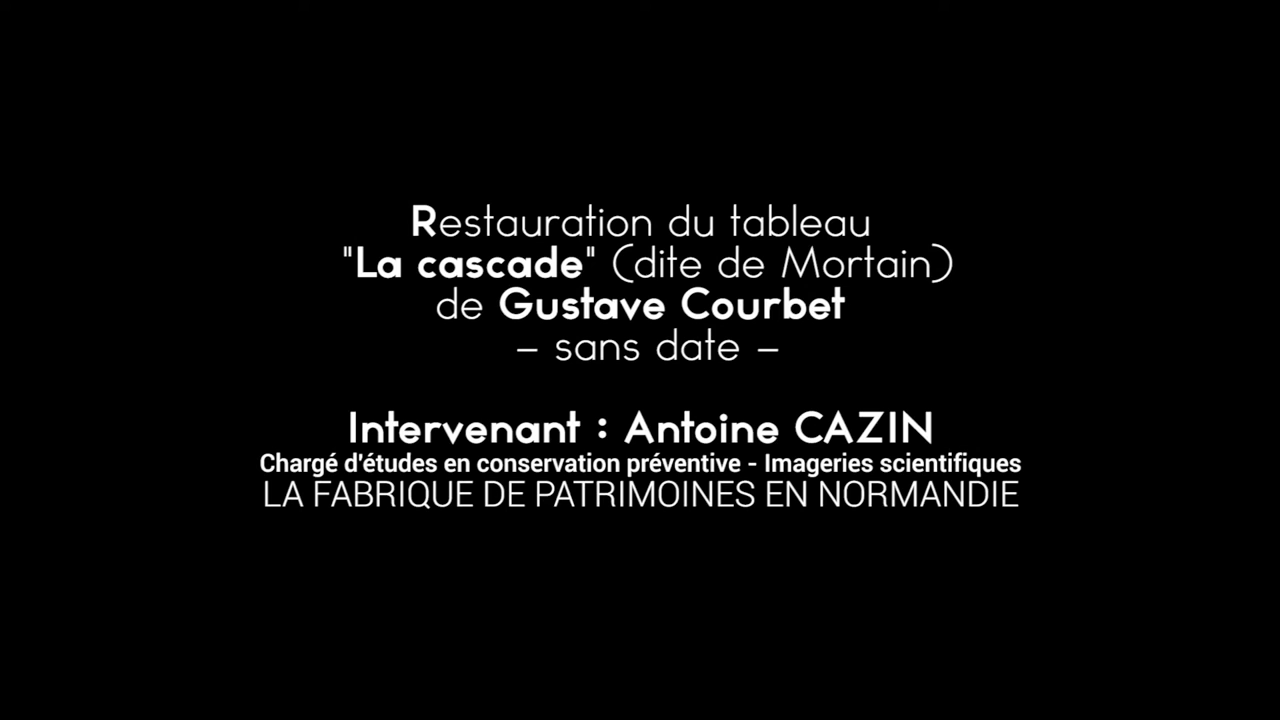 Restauration du tableau
"La cascade" (dite de Mortain)
de Gustave Courbet
– sans date –
Intervenant : Antoine CAZIN
Chargé d'études en conservation préventive - Imageries scientifiques
LA FABRIQUE DE PATRIMOINES EN NORMANDIE